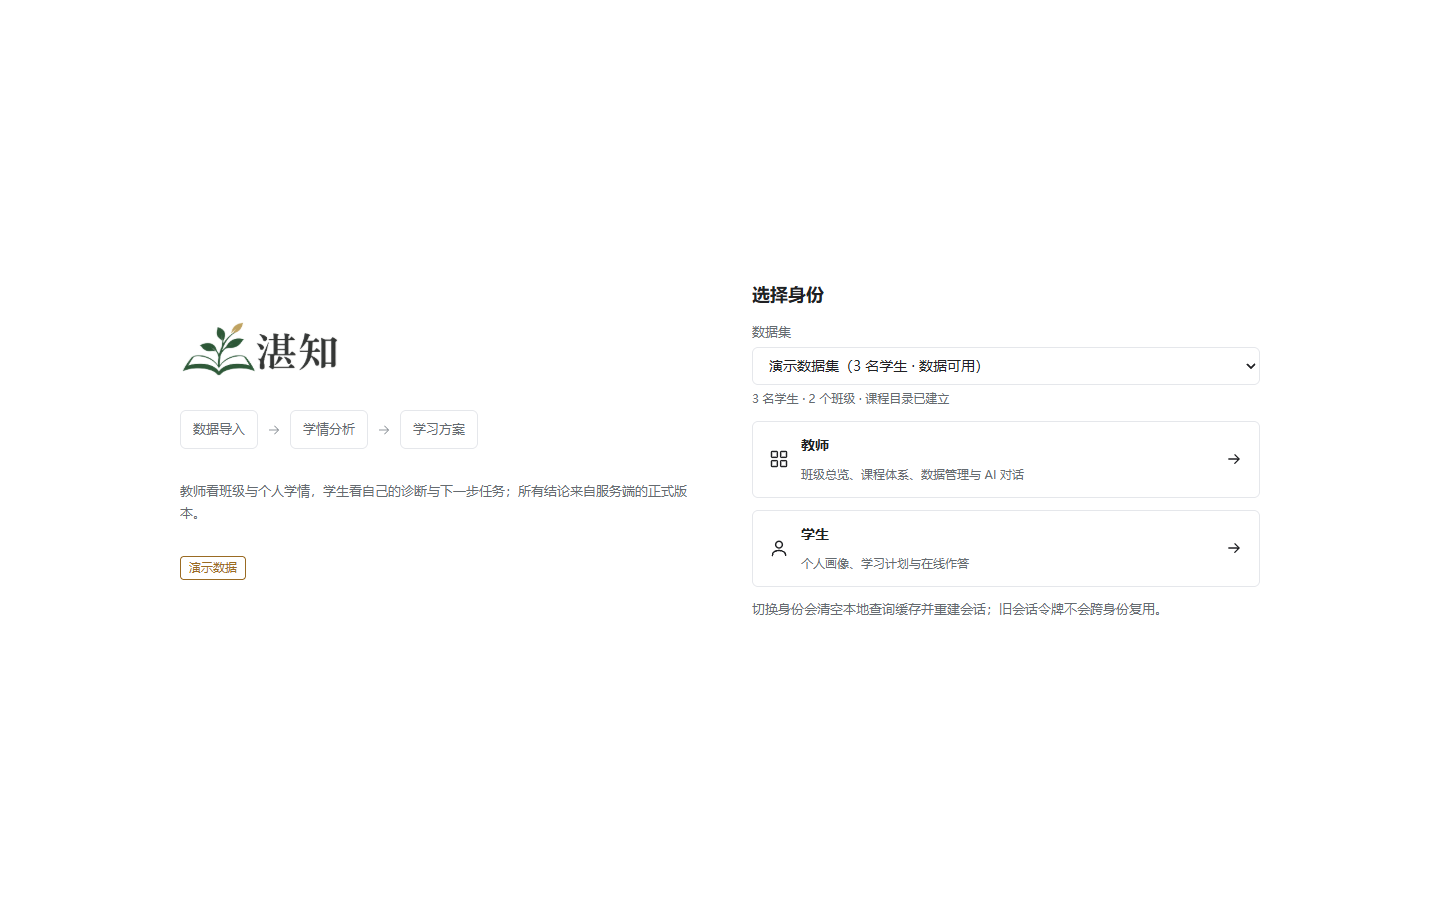 湛知
数据导入 → 学情分析 → 学习方案
教师看班级与个人学情，学生看自己的诊断与下一步任务；所有结论来自服务端的正式版
本。
演示数据
选择身份
数据集
演示数据集（3 名学生 · 数据可用）
3 名学生 · 2 个班级 · 课程目录已建立
教师
班级总览、课程体系、数据管理与 AI 对话
学生
个人画像、学习计划与在线作答
切换身份会清空本地查询缓存并重建会话；旧会话令牌不会跨身份复用。